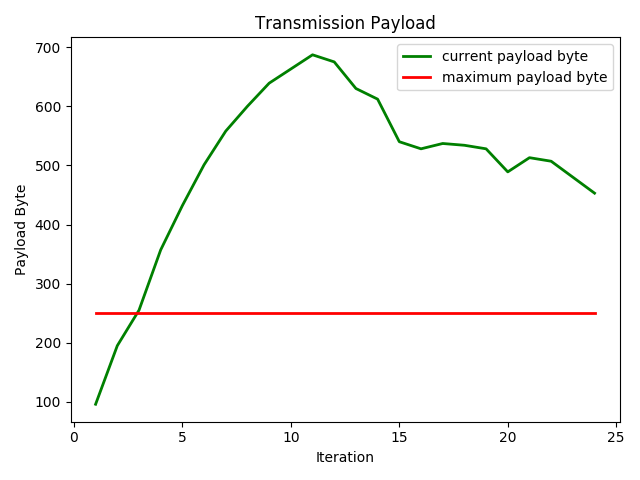 Transmission Payload
current payload byte
maximum payload byte
700
600
500
400
300
200
100
Payload Byte
0 5 10 15 20 25
Iteration